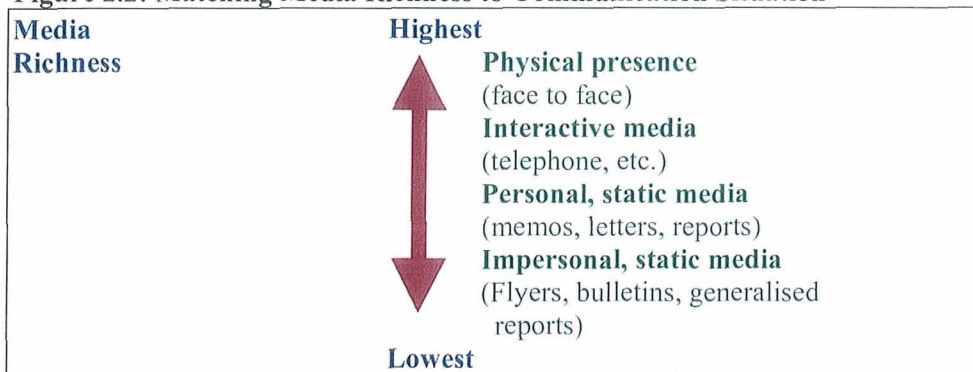 Media Highest
Richness Physical presence
(face to face)
Interactive media
(telephone, etc.)
Personal, static media
(memos, letters, reports)
Impersonal, static media
(Flyers, bulletins, generalised
reports)
Lowest